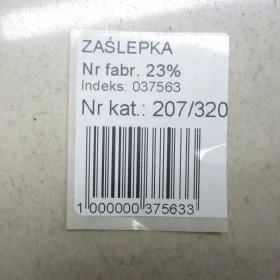 ZAŚLEPKA
Nr fabr. 23%
Indeks: 037563
Nr kat.: 207/320
1 000000 375633